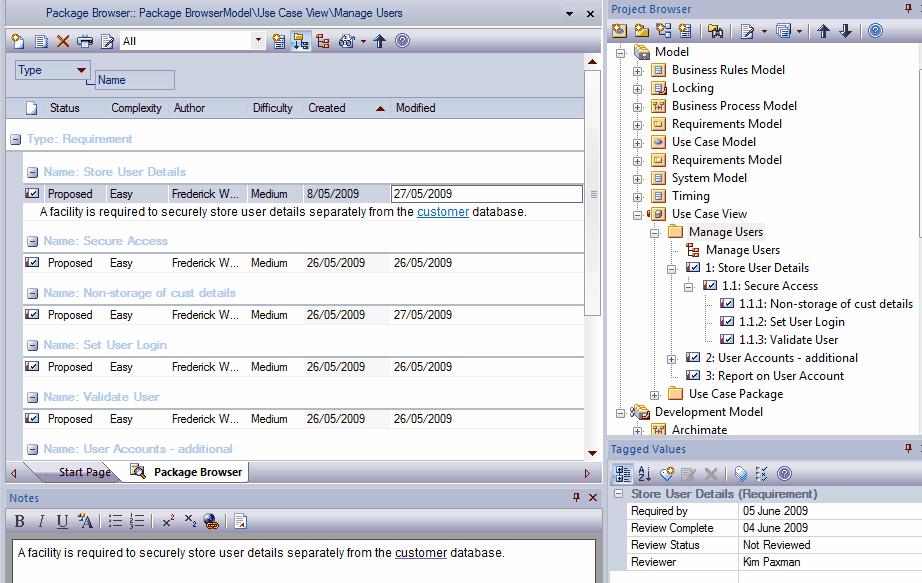 Package Browser:: Package BrowserModel\Use Case View\Manage Users
All
Type
Name
Status Complexity Author Difficulty Created Modified
Type: Requirement
Name: Store User Details
Proposed Easy Frederick W... Medium 8/05/2009 27/05/2009
A facility is required to securely store user details separately from the customer database.
Name: Secure Access
Proposed Easy Frederick W... Medium 26/05/2009 26/05/2009
Name: Non-storage of cust details
Proposed Easy Frederick W... Medium 26/05/2009 27/05/2009
Name: Set User Login
Proposed Easy Frederick W... Medium 26/05/2009 26/05/2009
Name: Validate User
Proposed Easy Frederick W... Medium 26/05/2009 26/05/2009
Name: User Accounts - additional
Start Page Package Browser
Notes
B I U A x² x₂
A facility is required to securely store user details separately from the customer database.
Project Browser
Model
Business Rules Model
Locking
Business Process Model
Requirements Model
Use Case Model
Requirements Model
System Model
Timing
Use Case View
Manage Users
Manage Users
1: Store User Details
1.1: Secure Access
1.1.1: Non-storage of cust details
1.1.2: Set User Login
1.1.3: Validate User
2: User Accounts - additional
3: Report on User Account
Use Case Package
Development Model
Archimate
Tagged Values
Store User Details (Requirement)
Required by 05 June 2009
Review Complete 04 June 2009
Review Status Not Reviewed
Reviewer Kim Paxman